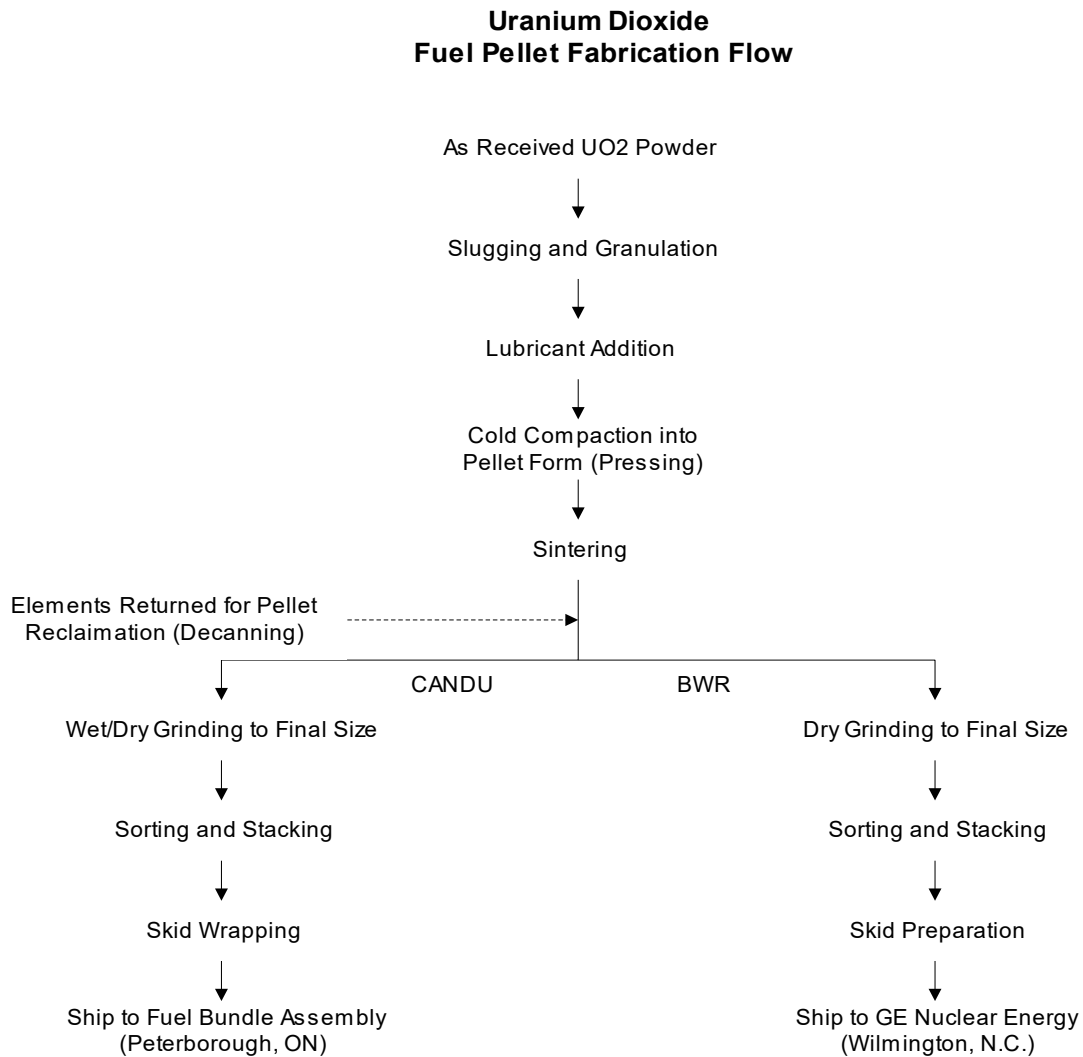 Uranium Dioxide
Fuel Pellet Fabrication Flow
As Received UO2 Powder
Slugging and Granulation
Lubricant Addition
Cold Compaction into
Pellet Form (Pressing)
Sintering
Elements Returned for Pellet
Reclaimation (Decanning)
CANDU
BWR
Wet/Dry Grinding to Final Size
Dry Grinding to Final Size
Sorting and Stacking
Sorting and Stacking
Skid Wrapping
Skid Preparation
Ship to Fuel Bundle Assembly
(Peterborough, ON)
Ship to GE Nuclear Energy
(Wilmington, N.C.)